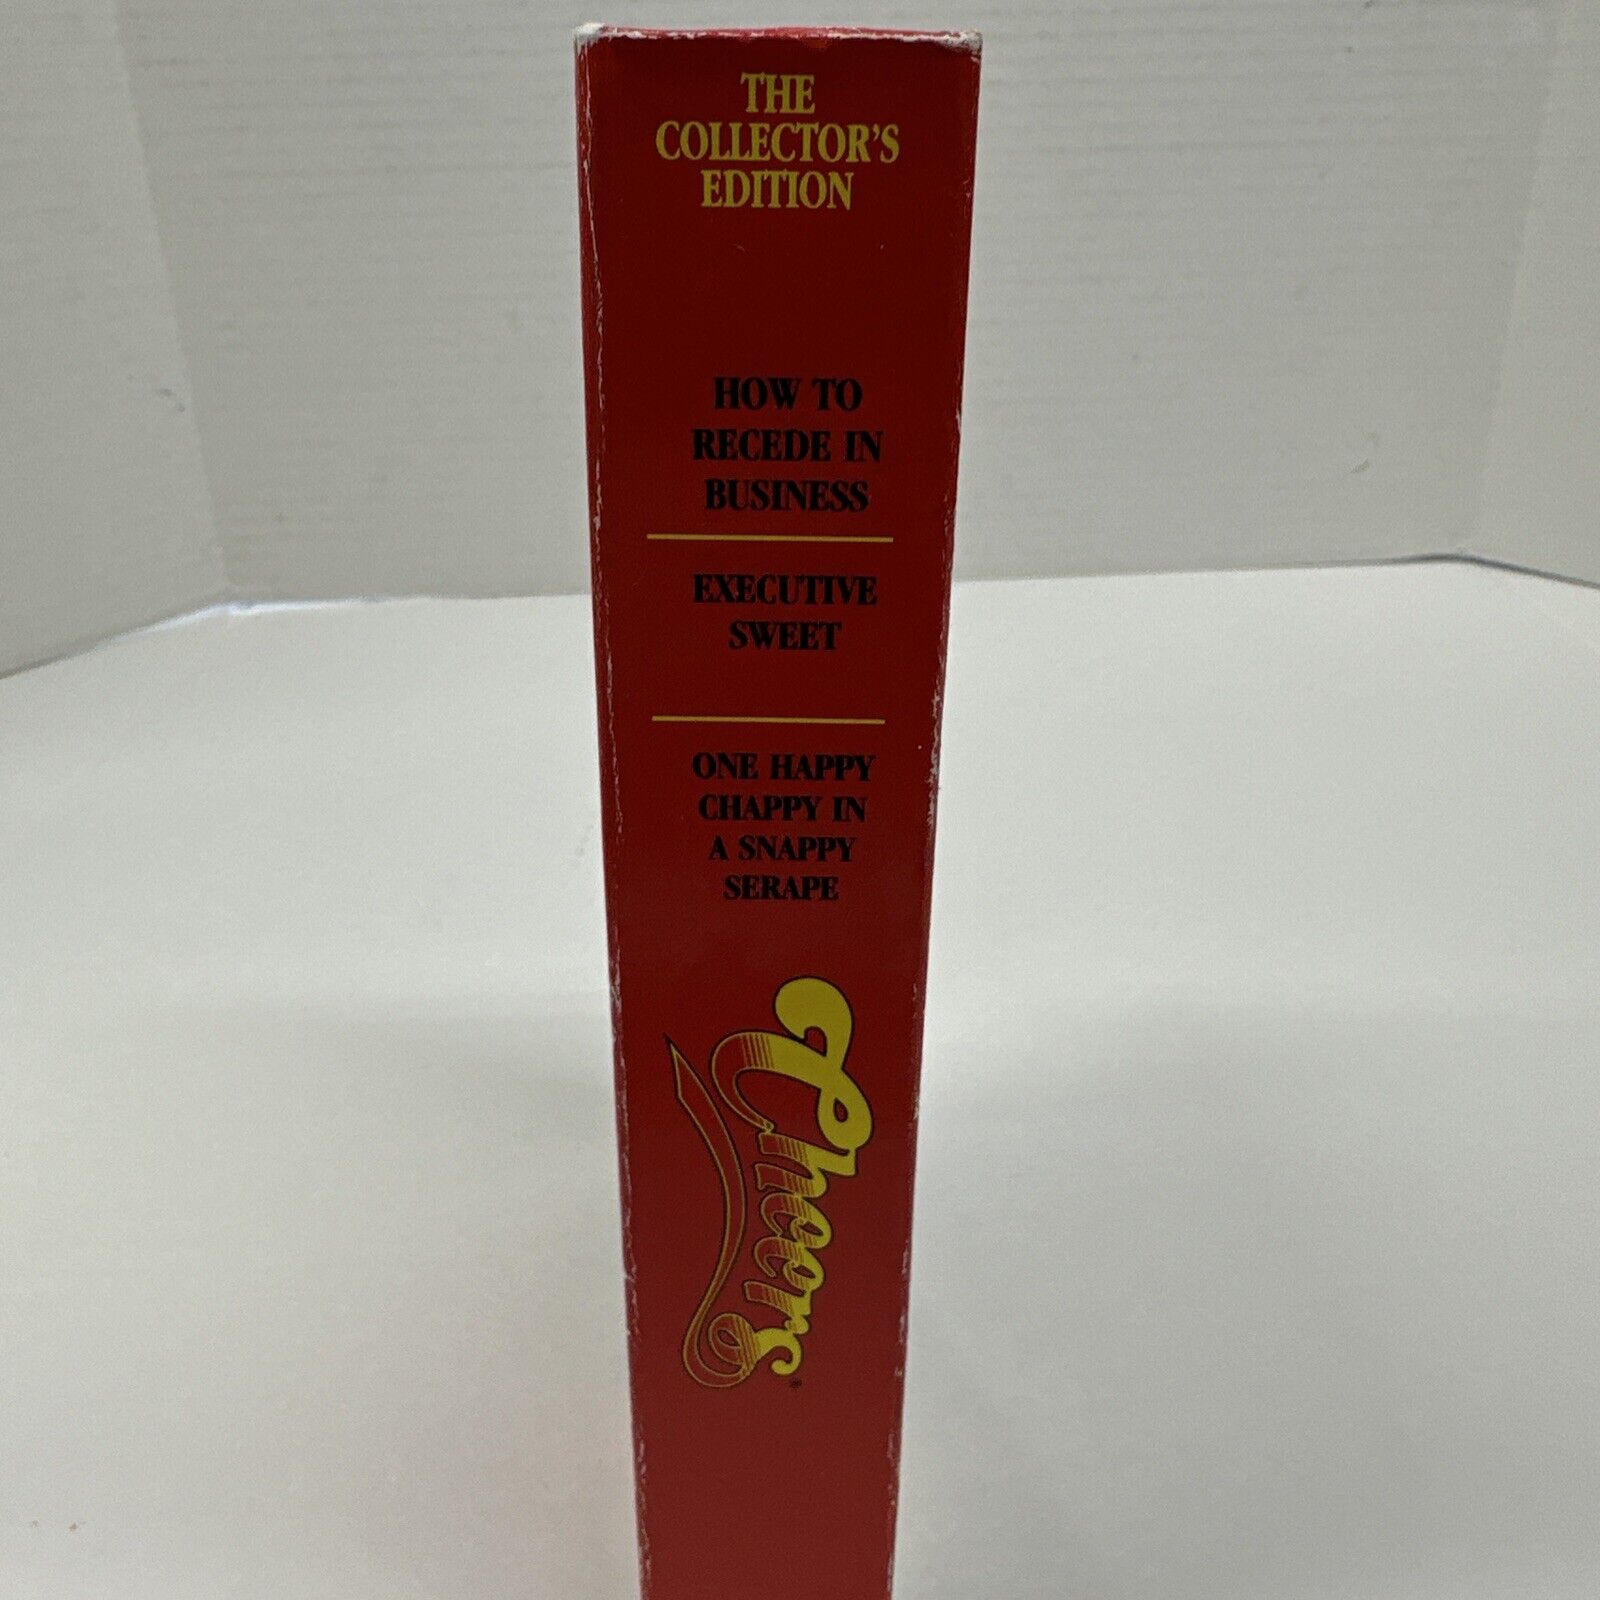 THE
COLLECTOR'S
EDITION
HOW TO
RECEDE IN
BUSINESS
EXECUTIVE
SWEET
ONE HAPPY
CHAPPY IN
A SNAPPY
SERAPE
Cheers